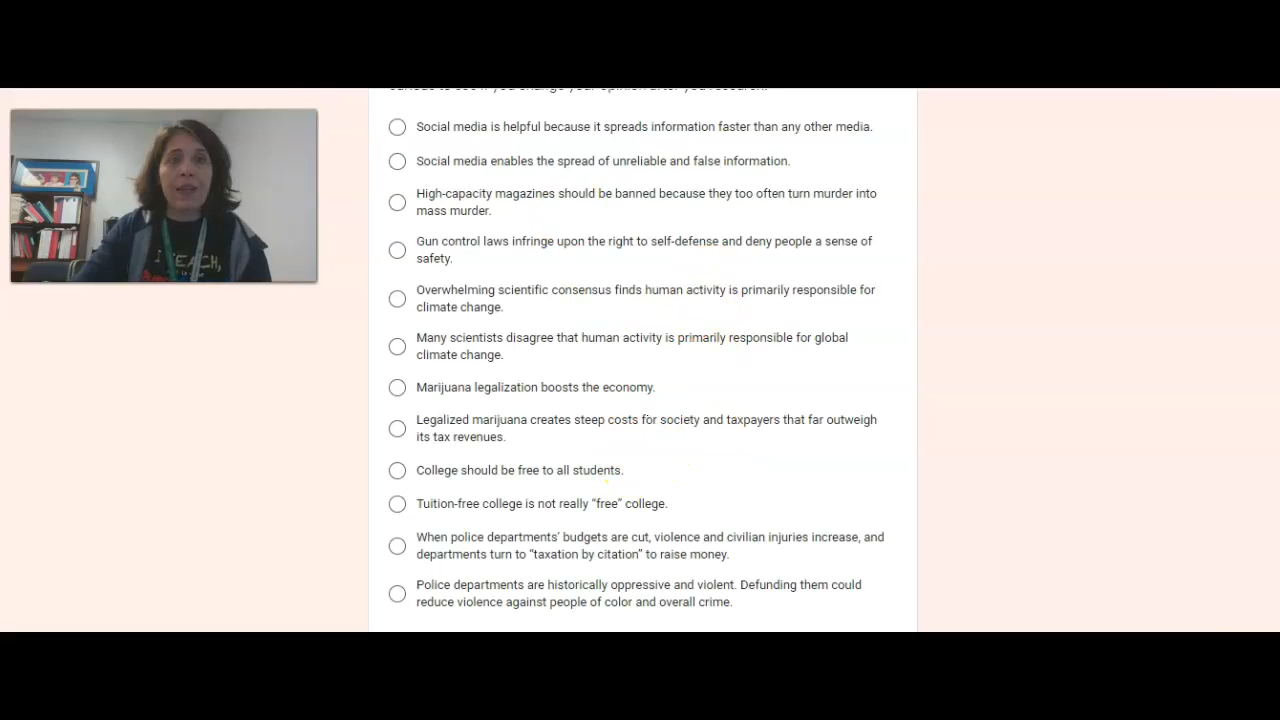 Social media is helpful because it spreads information faster than any other media.
Social media enables the spread of unreliable and false information.
High-capacity magazines should be banned because they too often turn murder into
mass murder.
Gun control laws infringe upon the right to self-defense and deny people a sense of
safety.
Overwhelming scientific consensus finds human activity is primarily responsible for
climate change.
Many scientists disagree that human activity is primarily responsible for global
climate change.
Marijuana legalization boosts the economy.
Legalized marijuana creates steep costs for society and taxpayers that far outweigh
its tax revenues.
College should be free to all students.
Tuition-free college is not really “free” college.
When police departments’ budgets are cut, violence and civilian injuries increase, and
departments turn to “taxation by citation” to raise money.
Police departments are historically oppressive and violent. Defunding them could
reduce violence against people of color and overall crime.
I TEACH,